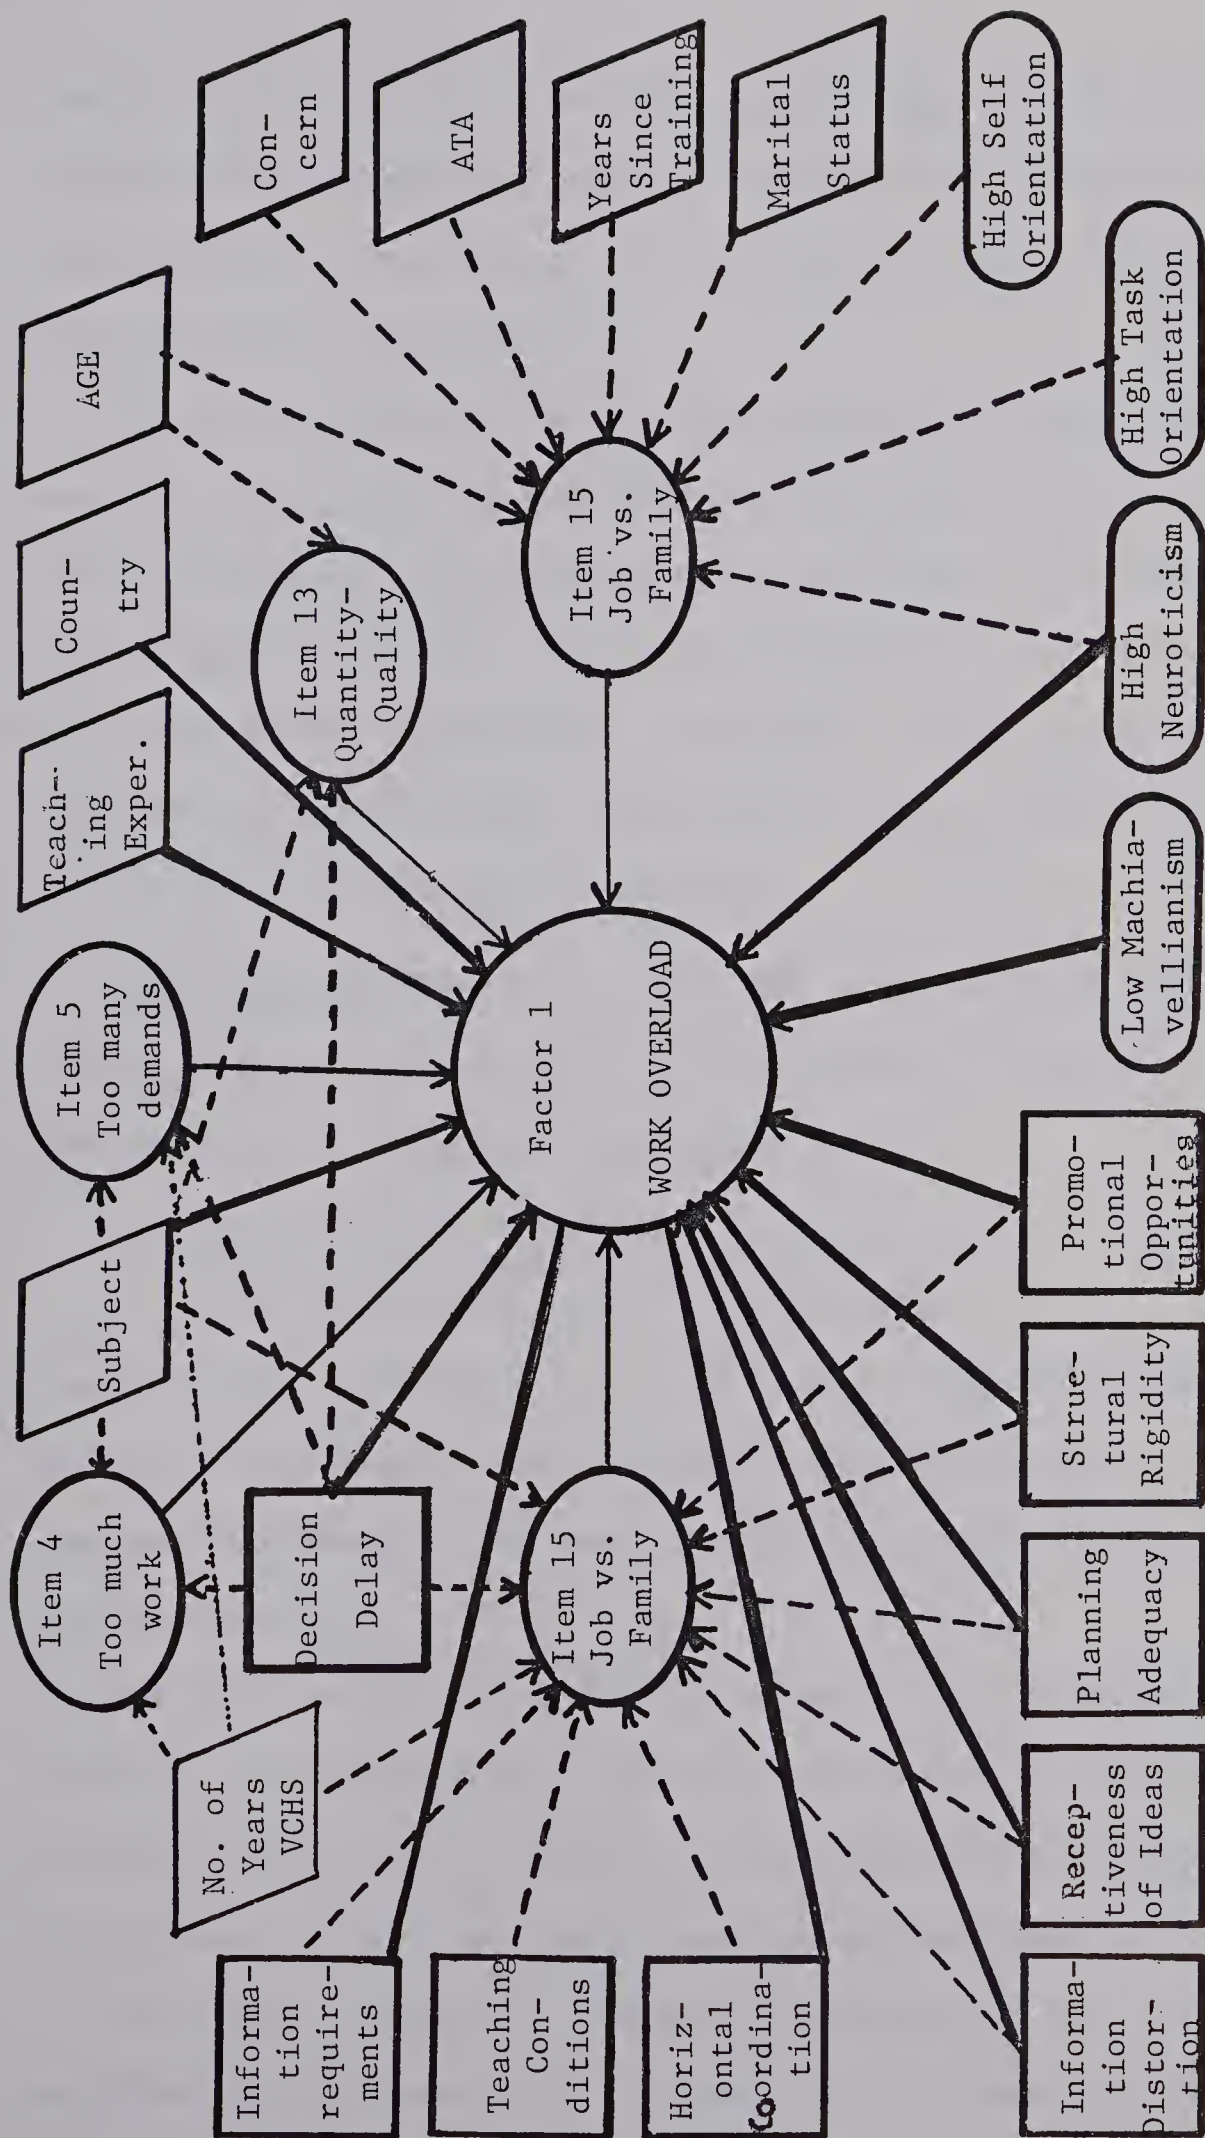 Con-
cern
ATA
Years
Since
Training
Marital
Status
High Self
Orientation
AGE
High Task
Orientation
Coun-
try
Item 13
Quantity-
Quality
Item 15
Job vs.
Family
High
Neuroticism
Teach-
ing
Exper.
Low Machia-
vellianism
Item 5
Too many
demands
Factor 1
WORK OVERLOAD
Subject
Promo-
tional
Oppor-
tunities
Struc-
tural
Rigidity
Item 4
Too much
work
Decision
Delay
Item 15
Job vs.
Family
Planning
Adequacy
No. of
Years
VCHS
Recep-
tiveness
of Ideas
Informa-
tion
require-
ments
Teaching
Con-
ditions
Horiz-
ontal
Coordina-
tion
Informa-
tion
Distor-
tion